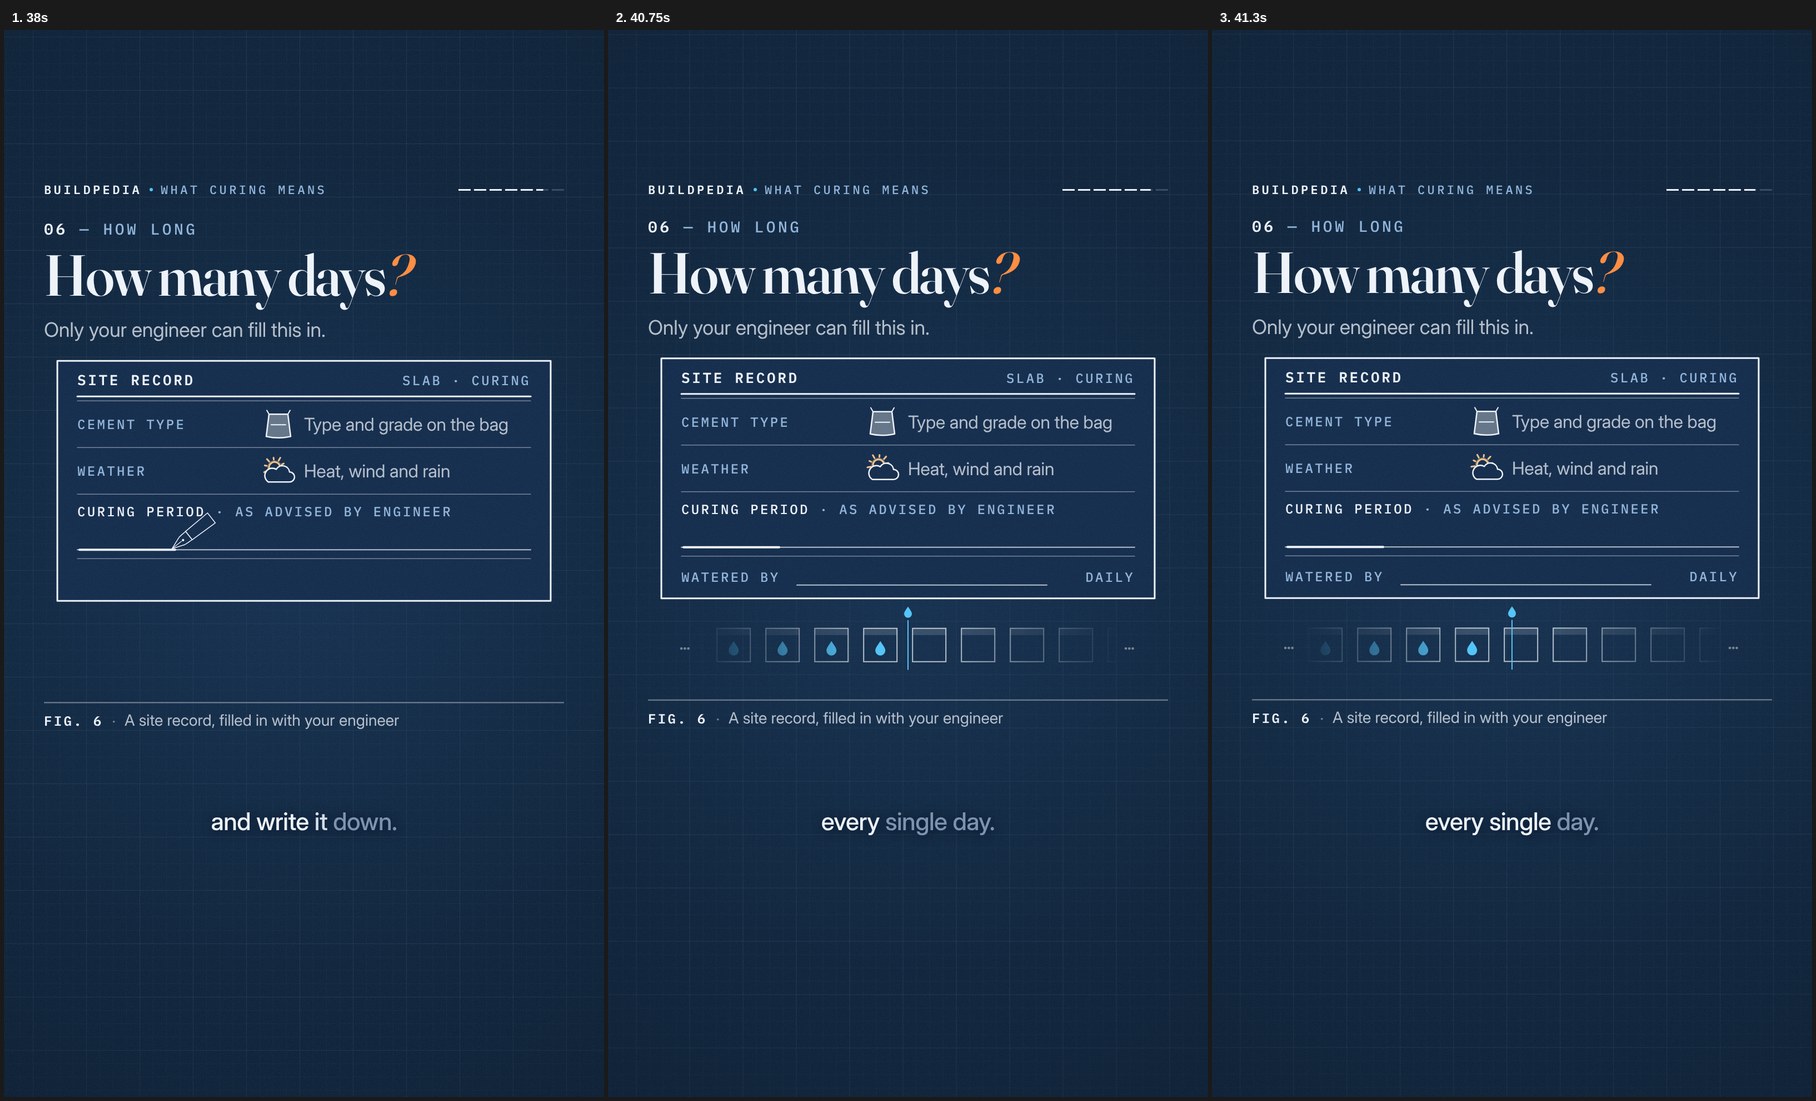 1. 38s
BUILDPEDIA • WHAT CURING MEANS
06 — HOW LONG
How many days?
Only your engineer can fill this in.
SITE RECORD SLAB · CURING
CEMENT TYPE Type and grade on the bag
WEATHER Heat, wind and rain
CURING PERIOD · AS ADVISED BY ENGINEER
FIG. 6 · A site record, filled in with your engineer
and write it down.
2. 40.75s
BUILDPEDIA • WHAT CURING MEANS
06 — HOW LONG
How many days?
Only your engineer can fill this in.
SITE RECORD SLAB · CURING
CEMENT TYPE Type and grade on the bag
WEATHER Heat, wind and rain
CURING PERIOD · AS ADVISED BY ENGINEER
WATERED BY DAILY
... ...
FIG. 6 · A site record, filled in with your engineer
every single day.
3. 41.3s
BUILDPEDIA • WHAT CURING MEANS
06 — HOW LONG
How many days?
Only your engineer can fill this in.
SITE RECORD SLAB · CURING
CEMENT TYPE Type and grade on the bag
WEATHER Heat, wind and rain
CURING PERIOD · AS ADVISED BY ENGINEER
WATERED BY DAILY
... ...
FIG. 6 · A site record, filled in with your engineer
every single day.